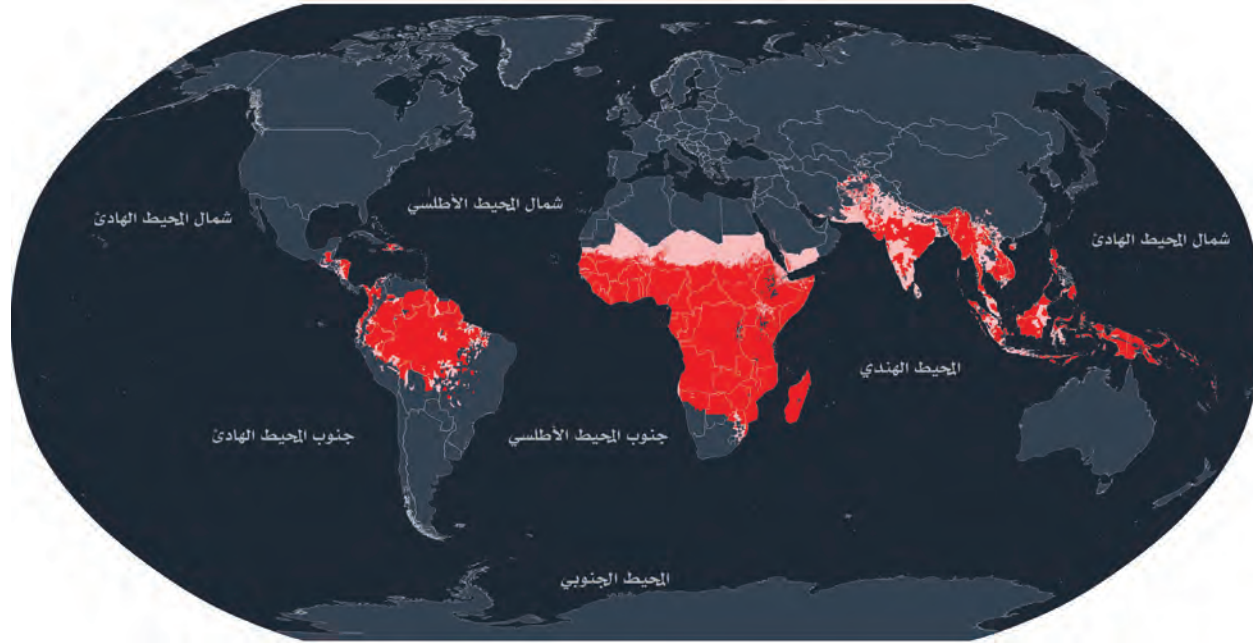 شمال المحيط الأطلسي
شمال المحيط الهادئ
شمال المحيط الهادئ
المحيط الهندي
جنوب المحيط الهادئ
جنوب المحيط الأطلسي
المحيط الجنوبي